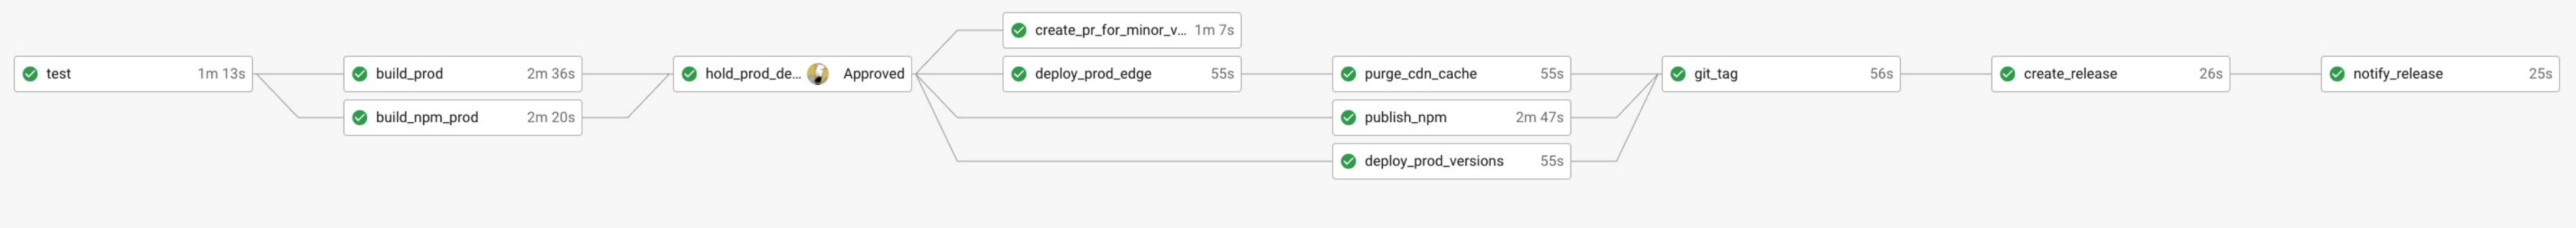 test 1m 13s
build_prod 2m 36s
build_npm_prod 2m 20s
hold_prod_de... Approved
create_pr_for_minor_v... 1m 7s
deploy_prod_edge 55s
purge_cdn_cache 55s
publish_npm 2m 47s
deploy_prod_versions 55s
git_tag 56s
create_release 26s
notify_release 25s